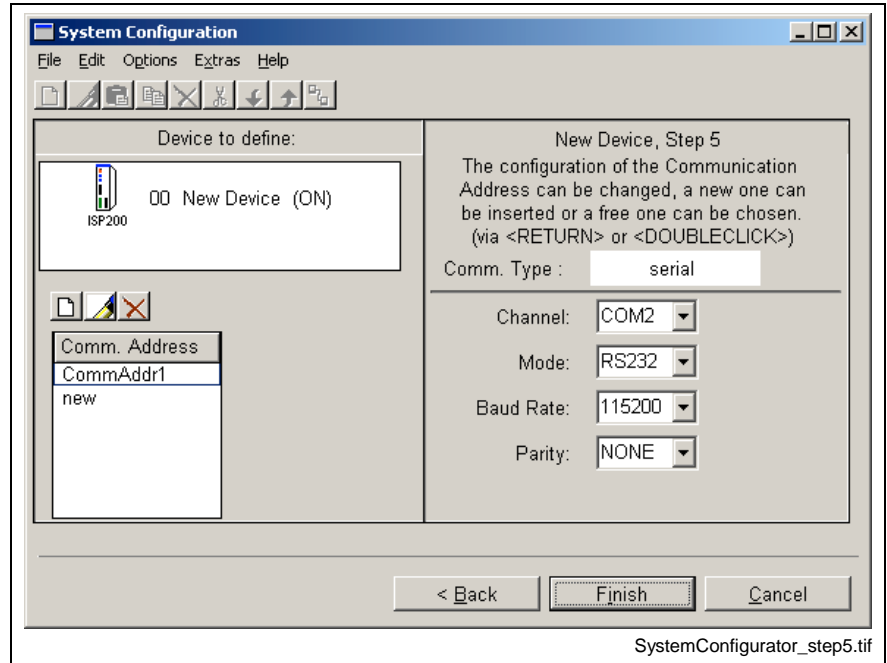 System Configuration
File Edit Options Extras Help
Device to define:
00 New Device (ON)
ISP200
Comm. Address
CommAddr1
new
New Device, Step 5
The configuration of the Communication
Address can be changed, a new one can
be inserted or a free one can be chosen.
(via <RETURN> or <DOUBLECLICK>)
Comm. Type : serial
Channel: COM2
Mode: RS232
Baud Rate: 115200
Parity: NONE
< Back Finish Cancel
SystemConfigurator_step5.tif